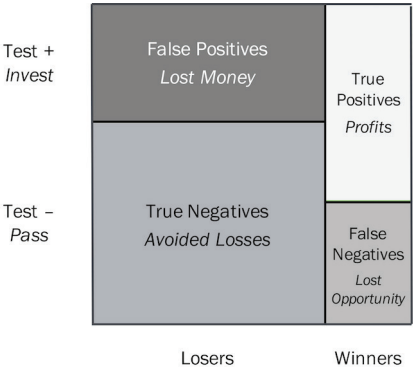 Test +
Invest
False Positives
Lost Money
True
Positives
Profits
Test –
Pass
True Negatives
Avoided Losses
False
Negatives
Lost
Opportunity
Losers
Winners